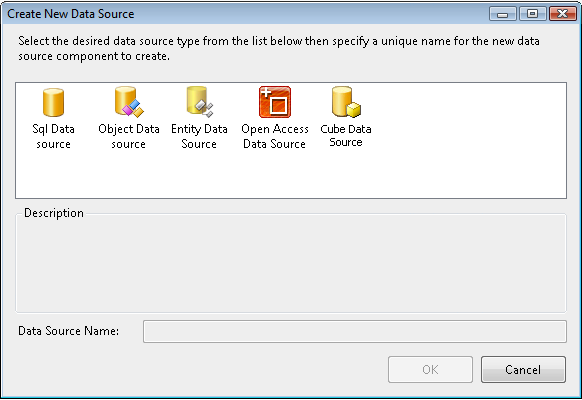 Create New Data Source
Select the desired data source type from the list below then specify a unique name for the new data
source component to create.
Sql Data
source
Object Data
source
Entity Data
Source
Open Access
Data Source
Cube Data
Source
Description
Data Source Name:
OK
Cancel